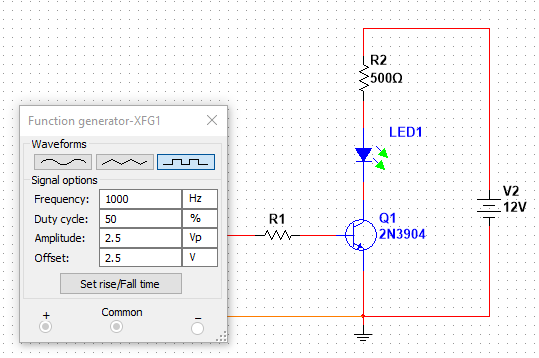 R2
500Ω
Function generator-XFG1
Waveforms
LED1
Signal options
Frequency: 1000 Hz
Duty cycle: 50 %
Amplitude: 2.5 Vp
Offset: 2.5 V
Set rise/Fall time
+ Common −
R1
Q1
2N3904
V2
12V